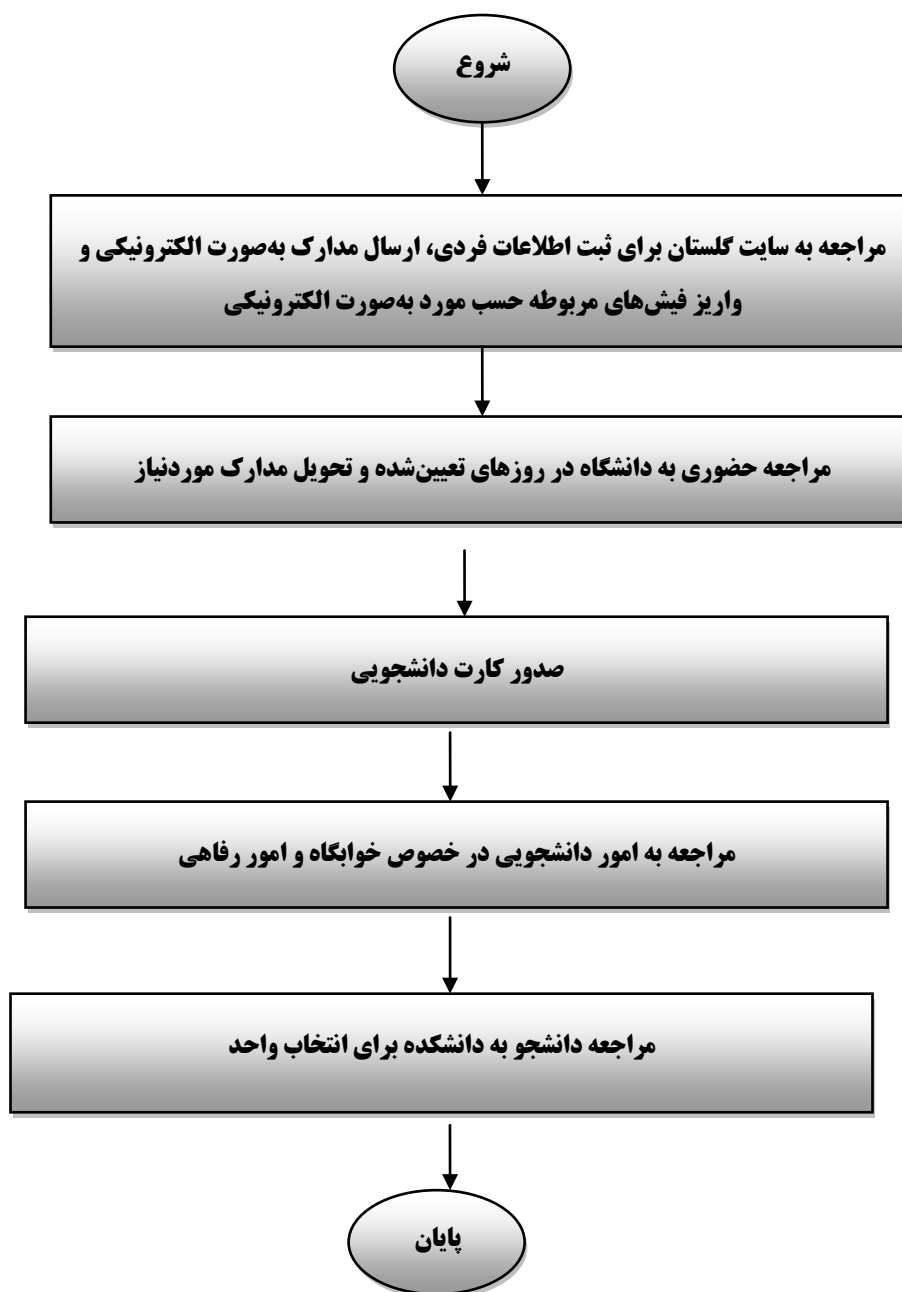 شروع
مراجعه به سایت گلستان برای ثبت اطلاعات فردی، ارسال مدارک به‌صورت الکترونیکی و
واریز فیش‌های مربوطه حسب مورد به‌صورت الکترونیکی
مراجعه حضوری به دانشگاه در روزهای تعیین‌شده و تحویل مدارک موردنیاز
صدور کارت دانشجویی
مراجعه به امور دانشجویی در خصوص خوابگاه و امور رفاهی
مراجعه دانشجو به دانشکده برای انتخاب واحد
پایان